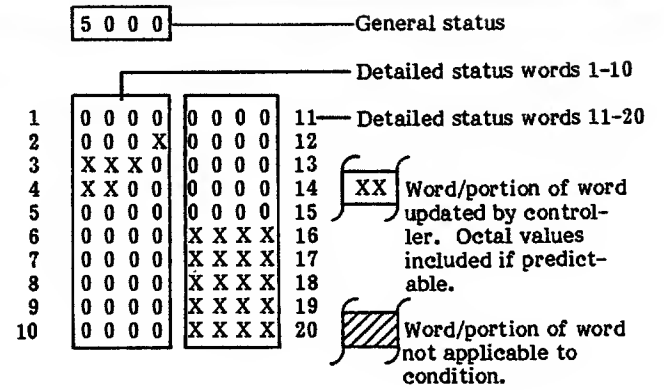 5 0 0 0 General status
Detailed status words 1-10
1 0 0 0 0 0 0 0 0 11 Detailed status words 11-20
2 0 0 0 X 0 0 0 0 12
3 X X X 0 0 0 0 0 13
4 X X 0 0 0 0 0 0 14
5 0 0 0 0 0 0 0 0 15
6 0 0 0 0 X X X X 16
7 0 0 0 0 X X X X 17
8 0 0 0 0 X X X X 18
9 0 0 0 0 X X X X 19
10 0 0 0 0 X X X X 20
XX Word/portion of word
updated by control-
ler. Octal values
included if predict-
able.
Word/portion of word
not applicable to
condition.